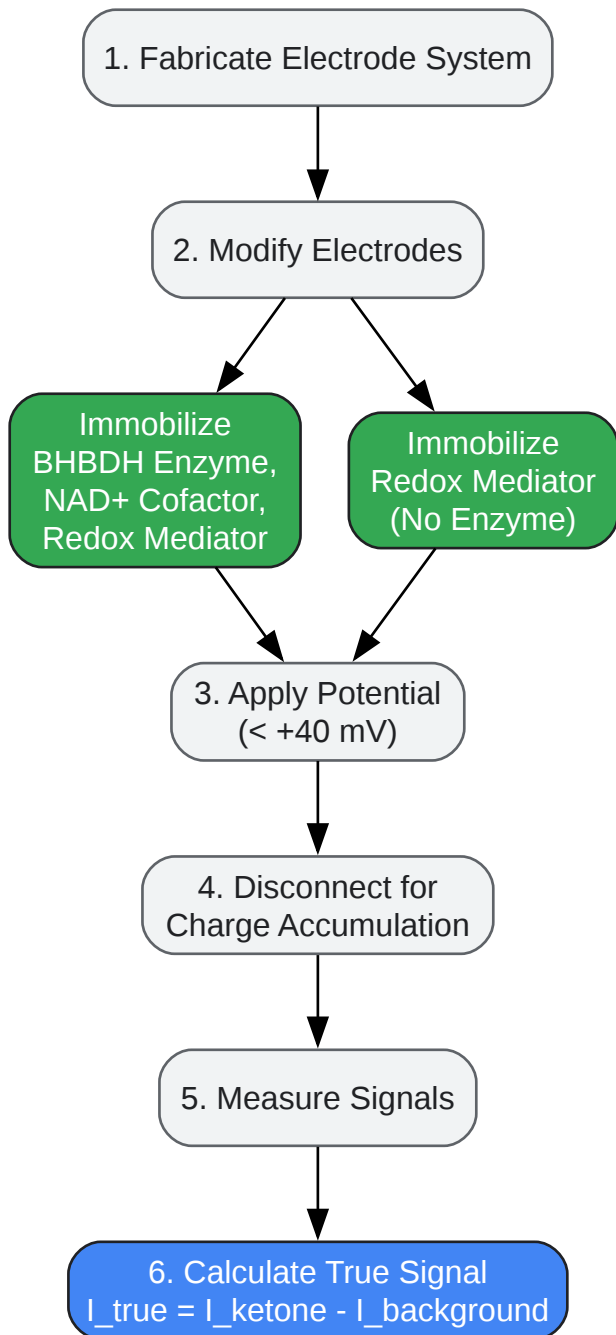 1. Fabricate Electrode System
2. Modify Electrodes
Immobilize
BHBDH Enzyme,
NAD+ Cofactor,
Redox Mediator
Immobilize
Redox Mediator
(No Enzyme)
3. Apply Potential
(< +40 mV)
4. Disconnect for
Charge Accumulation
5. Measure Signals
6. Calculate True Signal
I_true = I_ketone - I_background